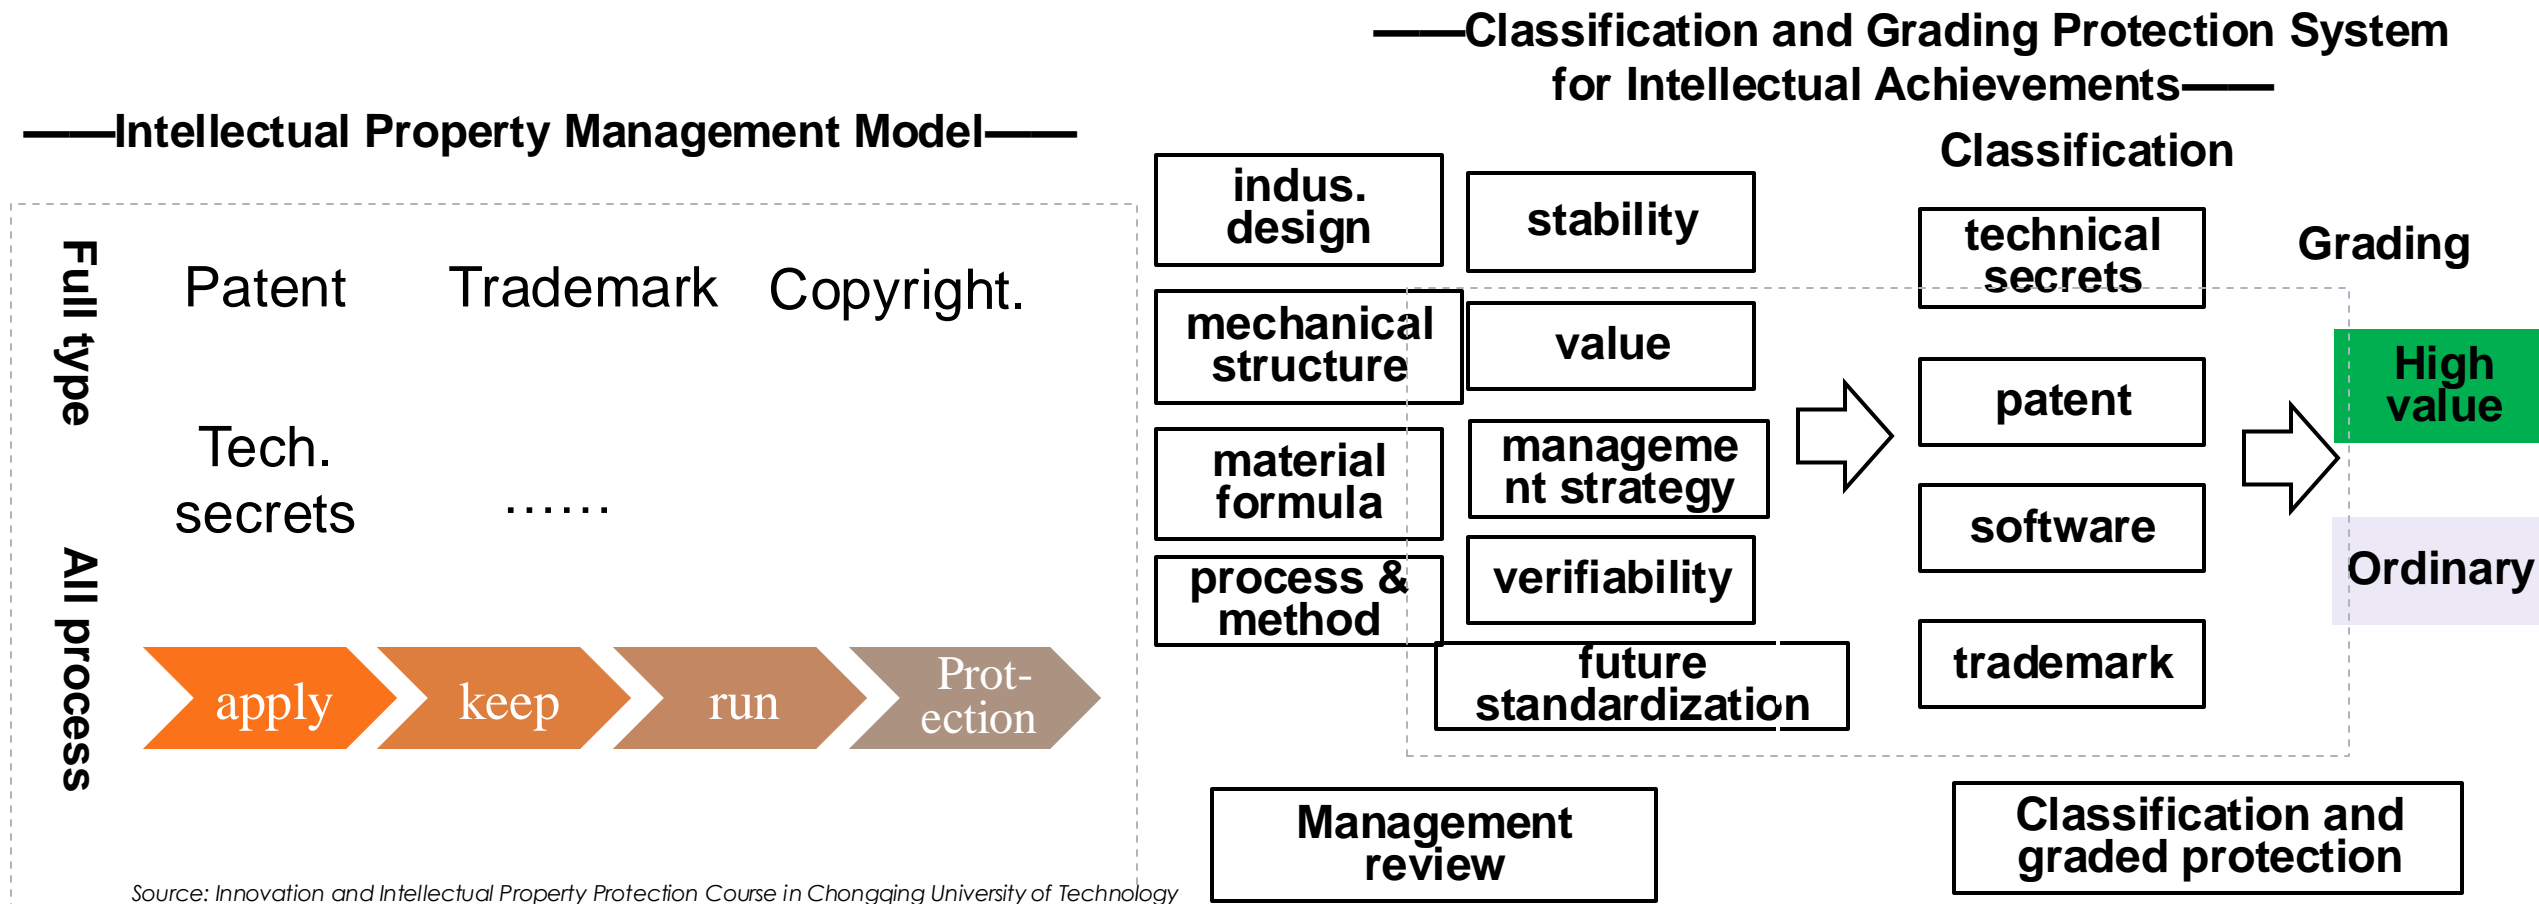 ——Intellectual Property Management Model——
Full type
Patent
Trademark
Copyright.
Tech.
secrets
······
All process
apply
keep
run
Prot-
ection
Source: Innovation and Intellectual Property Protection Course in Chongqing University of Technology
——Classification and Grading Protection System
for Intellectual Achievements——
indus.
design
mechanical
structure
material
formula
process &
method
stability
value
manageme
nt strategy
verifiability
future
standardization
Classification
technical
secrets
patent
software
trademark
Grading
High
value
Ordinary
Management
review
Classification and
graded protection